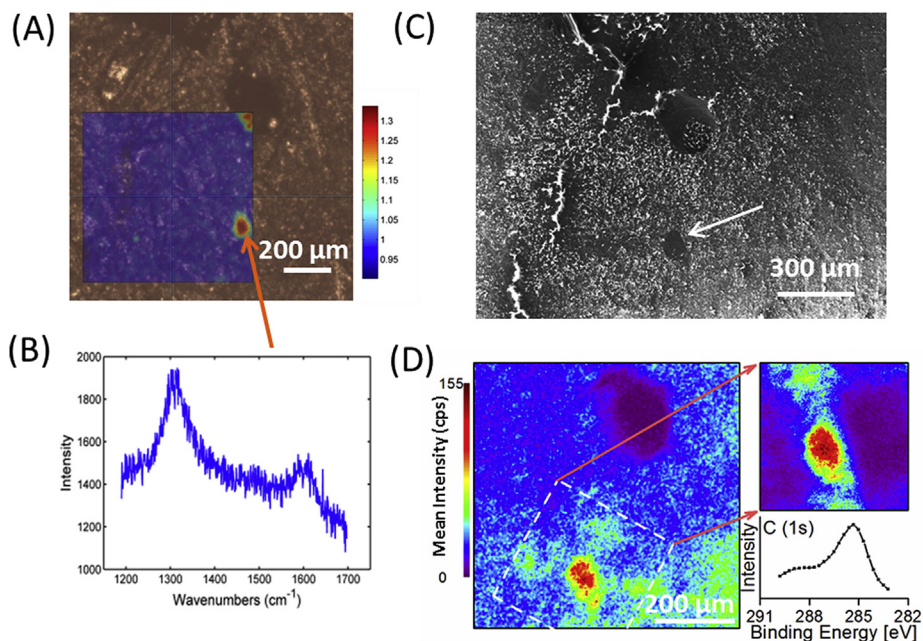 (A)
1.3
1.25
1.2
1.15
1.1
1.05
1
0.95
200 μm
(B)
2000
1800
1600
1400
1200
1000
Intensity
1200 1300 1400 1500 1600 1700
Wavenumbers (cm-1)
(C)
300 μm
(D)
155
Mean Intensity (cps)
0
200 μm
C (1s)
Intensity
291 288 285 282
Binding Energy [eV]